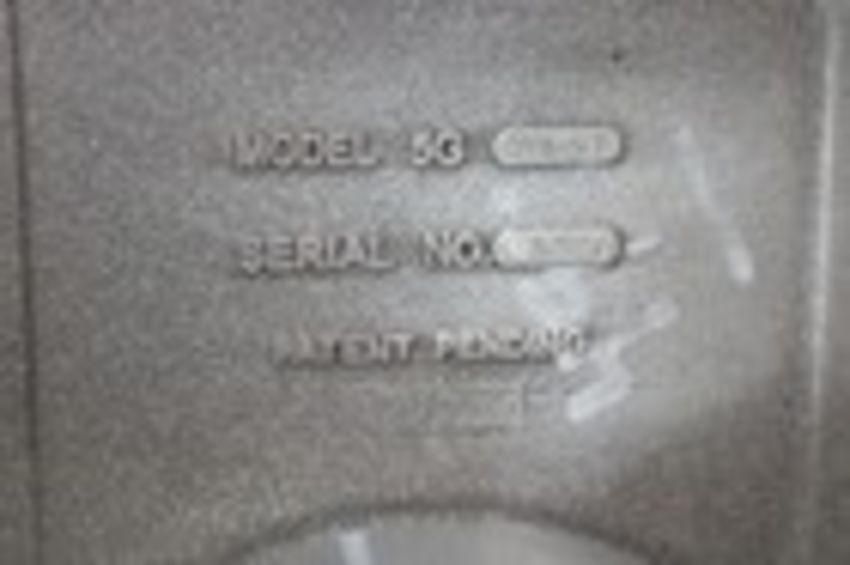 MODEL 5G
SERIAL NO.
PATENT PENDING